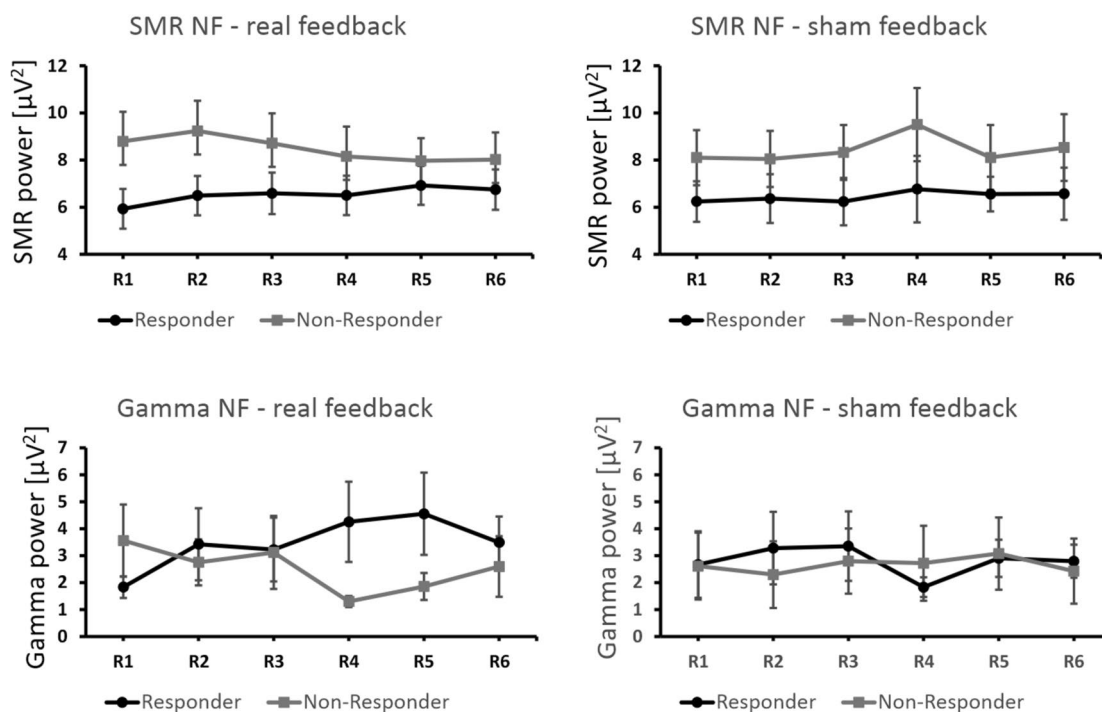 SMR NF - real feedback
SMR power [µV²]
12
10
8
6
4
R1 R2 R3 R4 R5 R6
Responder Non-Responder
SMR NF - sham feedback
SMR power [µV²]
12
10
8
6
4
R1 R2 R3 R4 R5 R6
Responder Non-Responder
Gamma NF - real feedback
Gamma power [µV²]
7
6
5
4
3
2
1
0
R1 R2 R3 R4 R5 R6
Responder Non-Responder
Gamma NF - sham feedback
Gamma power [µV²]
7
6
5
4
3
2
1
0
R1 R2 R3 R4 R5 R6
Responder Non-Responder